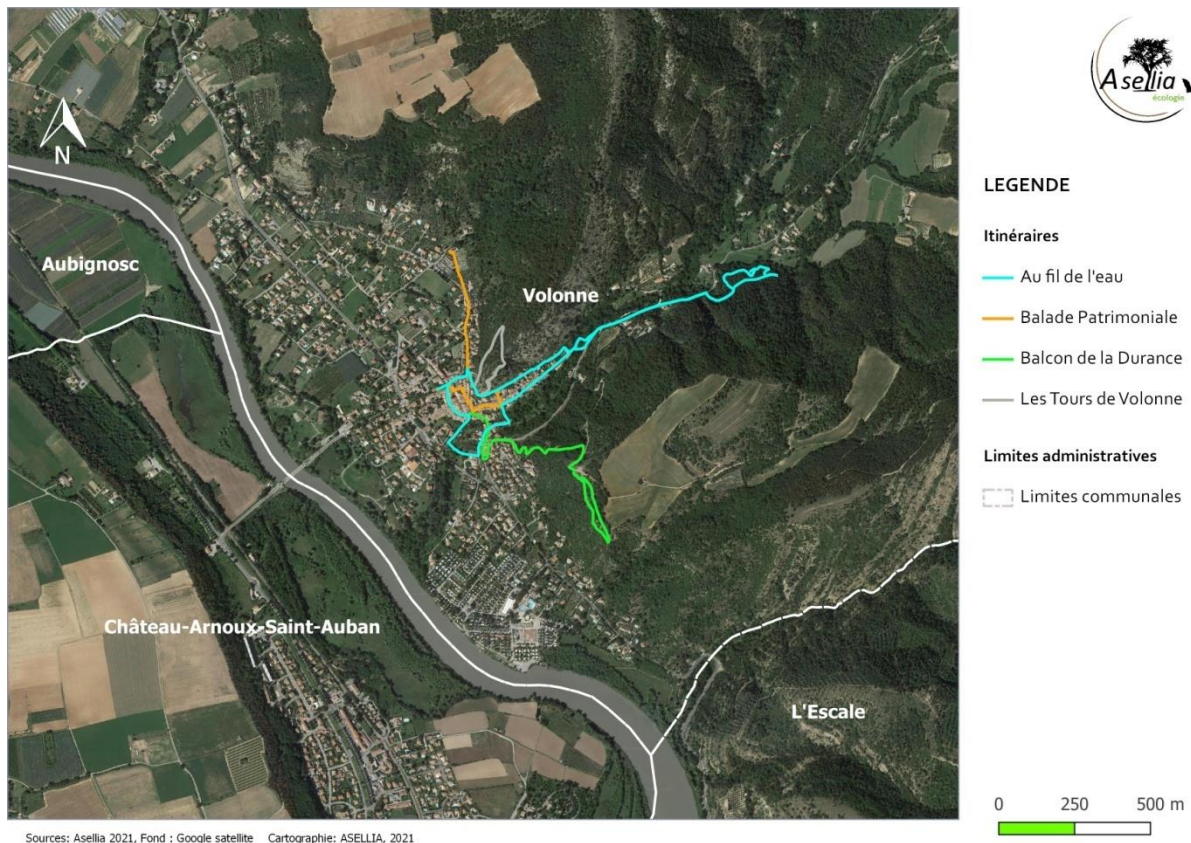 N
Aubignosc
Volonne
Château-Arnoux-Saint-Auban
L'Escale
Asellia
écologie
LEGENDE
Itinéraires
Au fil de l'eau
Balade Patrimoniale
Balcon de la Durance
Les Tours de Volonne
Limites administratives
Limites communales
0 250 500 m
Sources: Asellia 2021, Fond : Google satellite Cartographie: ASELLIA, 2021